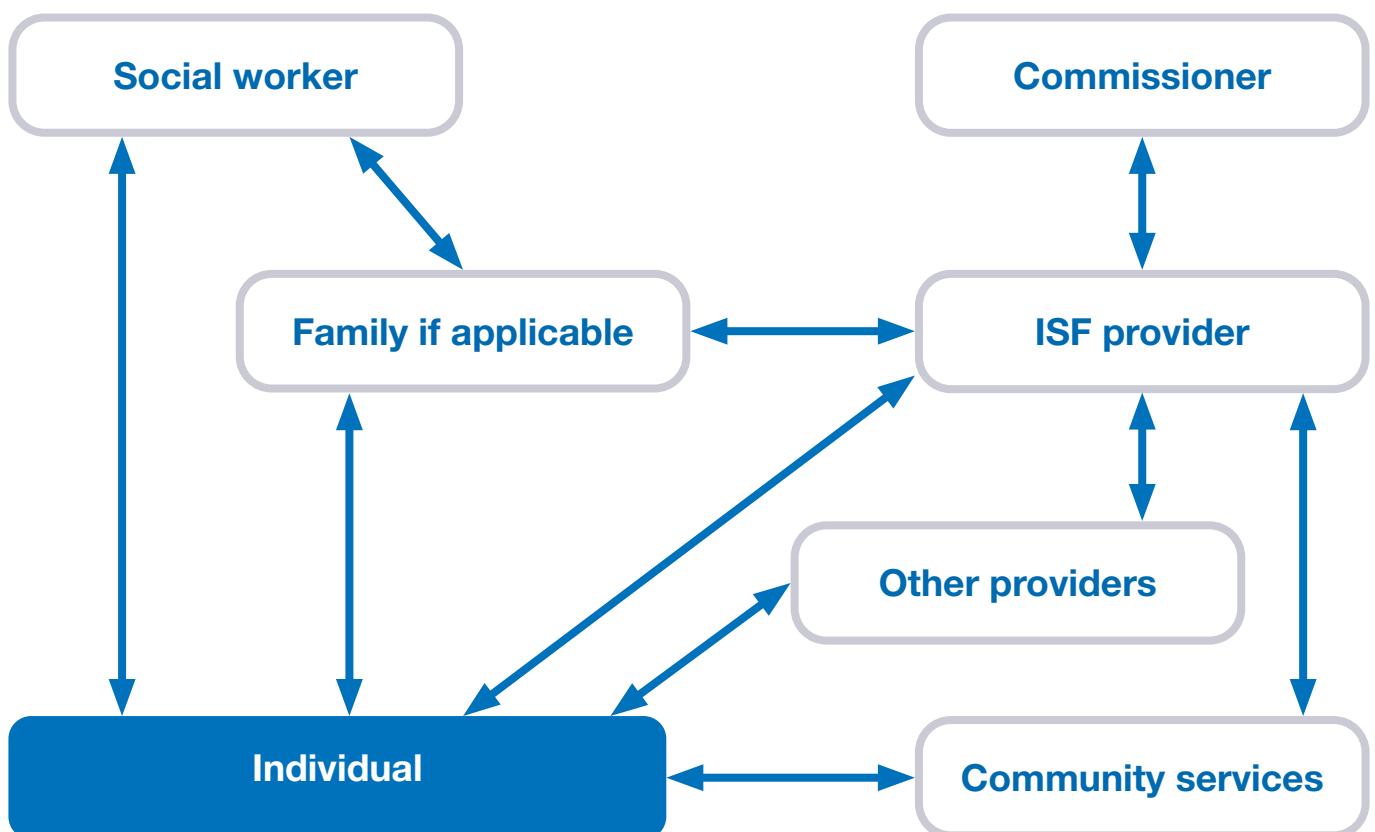 Social worker
Commissioner
Family if applicable
ISF provider
Other providers
Individual
Community services